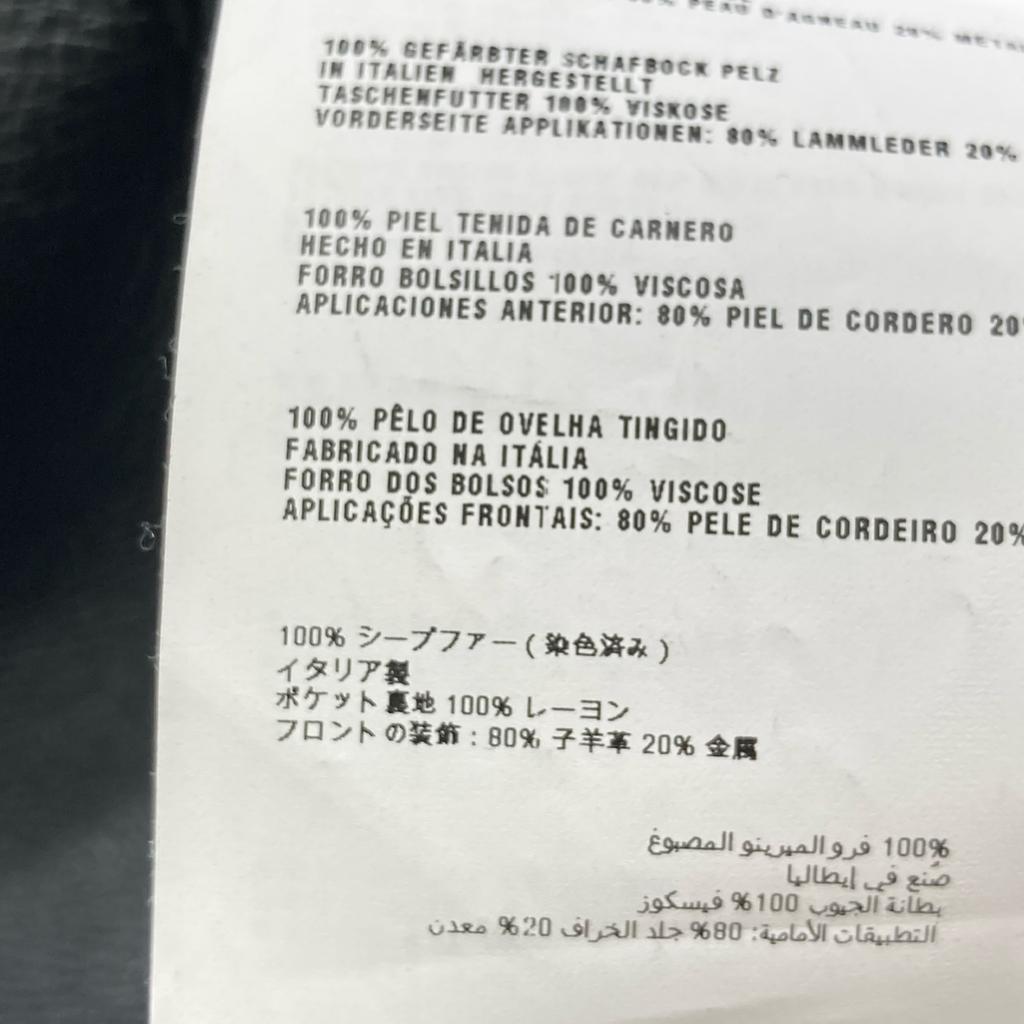 PEAU D'AGNEAU 20%
100% GEFÄRBTER SCHAFBOCK PELZ
IN ITALIEN HERGESTELLT
TASCHENFUTTER 100% VISKOSE
VORDERSEITE APPLIKATIONEN: 80% LAMMLEDER 20%
100% PIEL TENIDA DE CARNERO
HECHO EN ITALIA
FORRO BOLSILLOS 100% VISCOSA
APLICACIONES ANTERIOR: 80% PIEL DE CORDERO 20
100% PÊLO DE OVELHA TINGIDO
FABRICADO NA ITÁLIA
FORRO DOS BOLSOS 100% VISCOSE
APLICAÇÕES FRONTAIS: 80% PELE DE CORDEIRO 20%
100% シープファー(染色済み)
イタリア製
ポケット裏地 100% レーヨン
フロントの装飾:80% 子羊革 20% 金属
100% فرو الميرينو المصبوغ
صُنع في إيطاليا
بطانة الجيوب 100% فيسكوز
التطبيقات الأمامية: 80% جلد الخراف 20% معدن